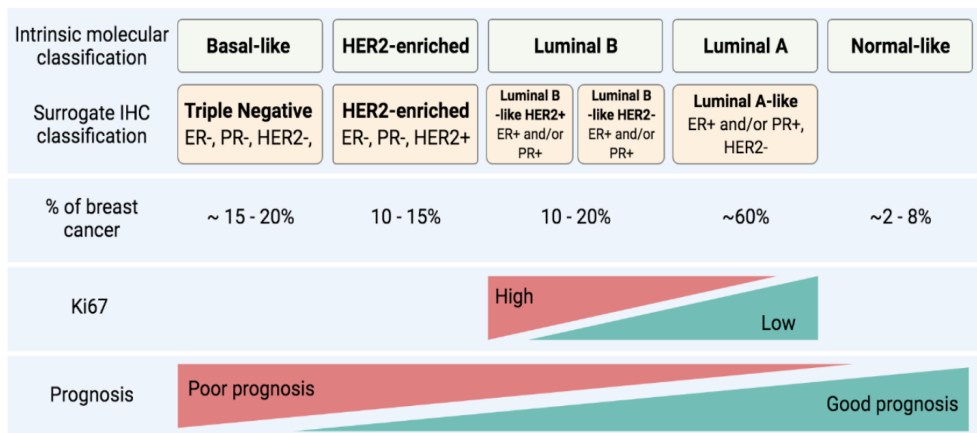 Intrinsic molecular
classification
Basal-like
HER2-enriched
Luminal B
Luminal A
Normal-like
Surrogate IHC
classification
Triple Negative
ER-, PR-, HER2-,
HER2-enriched
ER-, PR-, HER2+
Luminal B
-like HER2+
ER+ and/or
PR+
Luminal B
-like HER2-
ER+ and/or
PR+
Luminal A-like
ER+ and/or PR+,
HER2-
% of breast
cancer
~ 15 - 20%
10 - 15%
10 - 20%
~60%
~2 - 8%
Ki67
High
Low
Prognosis
Poor prognosis
Good prognosis